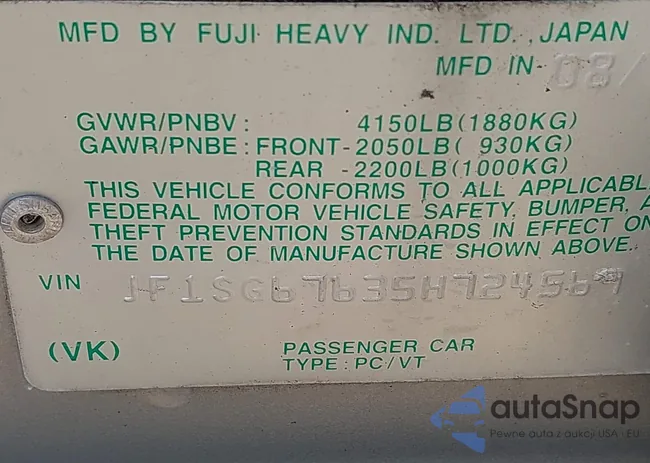 MFD BY FUJI HEAVY IND. LTD., JAPAN
MFD IN 08/
GVWR/PNBV : 4150LB(1880KG)
GAWR/PNBE : FRONT-2050LB( 930KG)
REAR -2200LB(1000KG)
THIS VEHICLE CONFORMS TO ALL APPLICABL
FEDERAL MOTOR VEHICLE SAFETY, BUMPER, A
THEFT PREVENTION STANDARDS IN EFFECT ON
THE DATE OF MANUFACTURE SHOWN ABOVE.
VIN JF1SG67635H724567
(VK) PASSENGER CAR
TYPE : PC/VT
autaSnap
Pewne auta z aukcji USA i EU